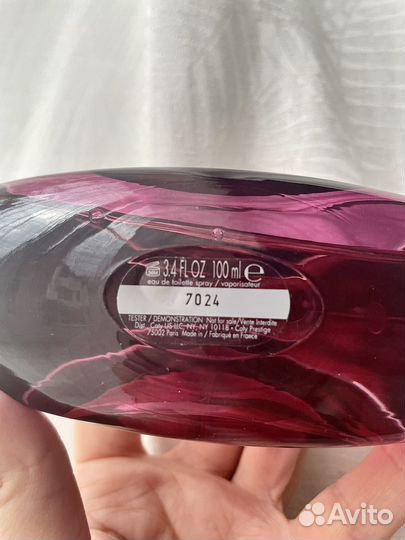 3.4 FL OZ 100 ml e
eau de toilette spray / vaporisateur
7024
TESTER / DEMONSTRATION Not for sale/Vente Interdite
Dist. Coty US LLC, NY, NY 10118 • Coty Prestige
75002 Paris Made in / Fabriqué en France
Avito